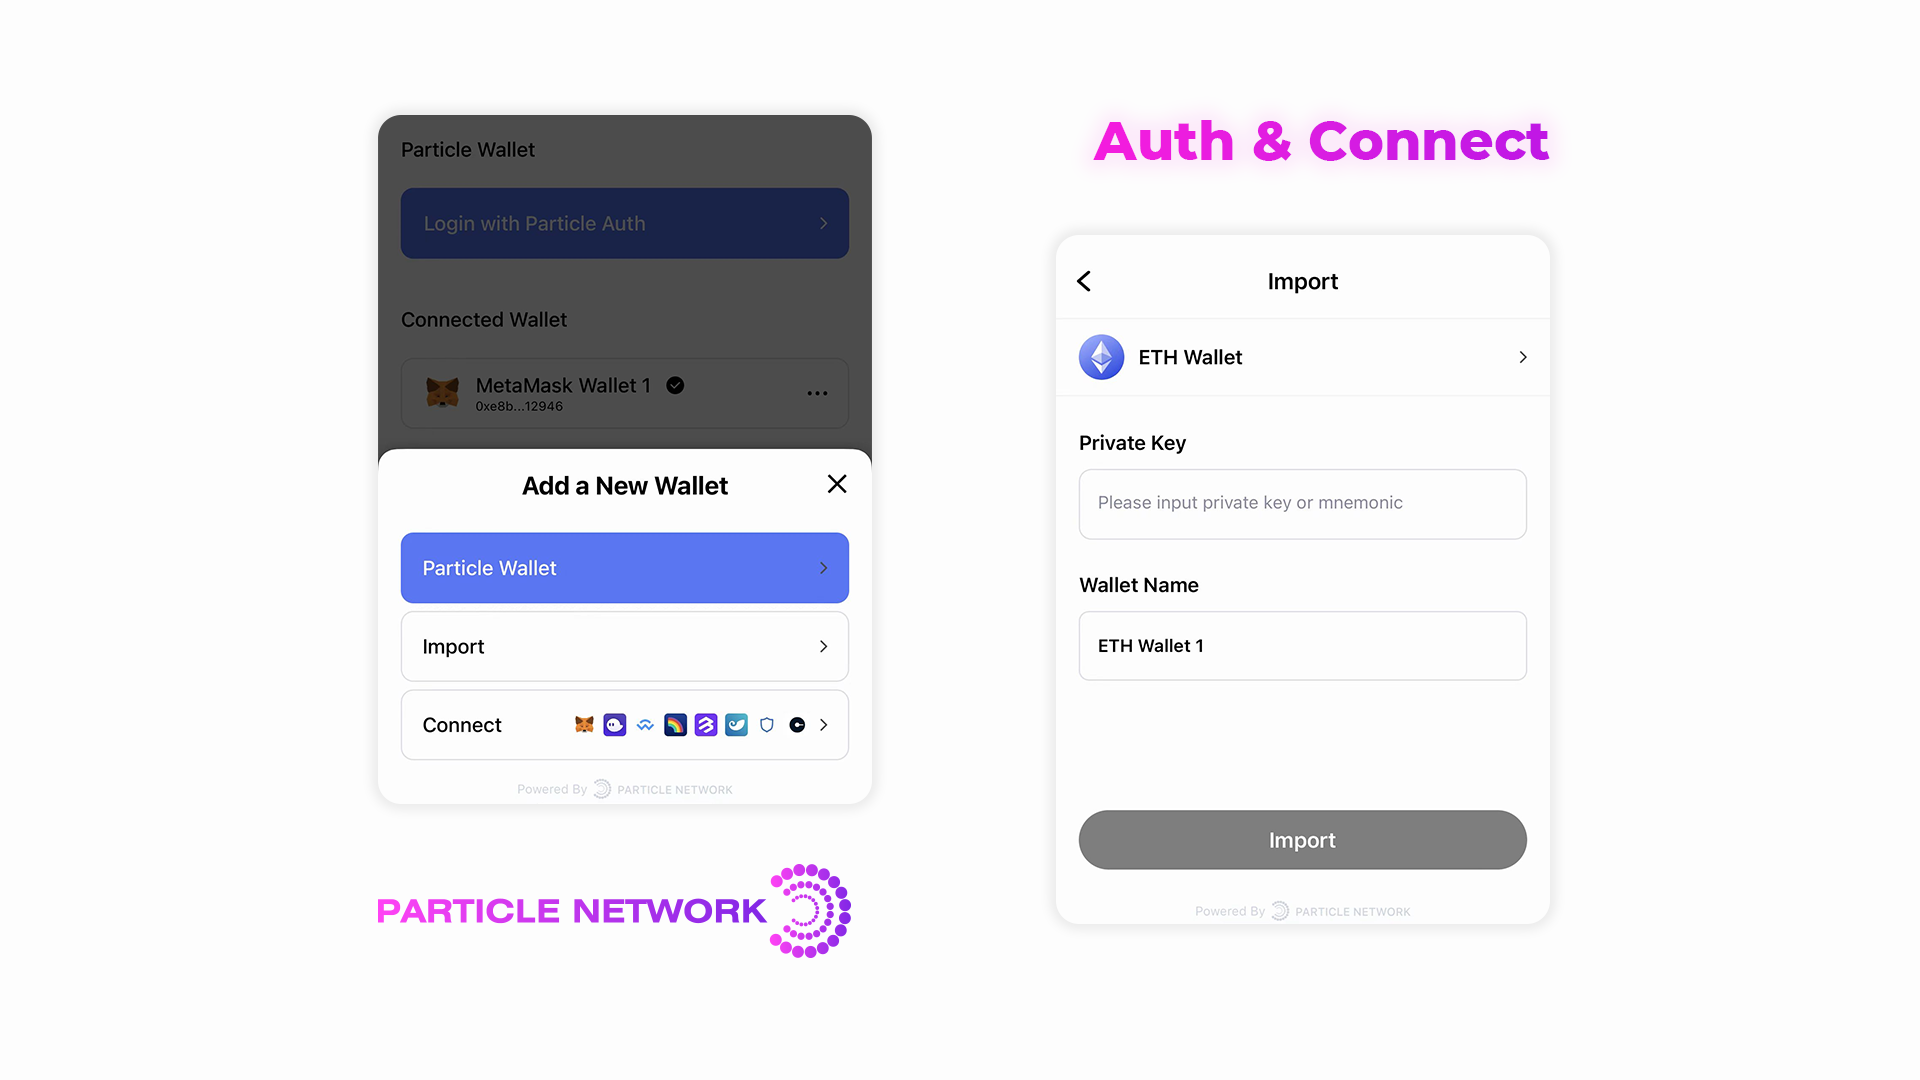 Particle Wallet
Login with Particle Auth
Connected Wallet
MetaMask Wallet 1
0xe8b...12946
Add a New Wallet
Particle Wallet
Import
Connect
Powered By PARTICLE NETWORK
PARTICLE NETWORK
Auth & Connect
Import
ETH Wallet
Private Key
Please input private key or mnemonic
Wallet Name
ETH Wallet 1
Import
Powered By PARTICLE NETWORK